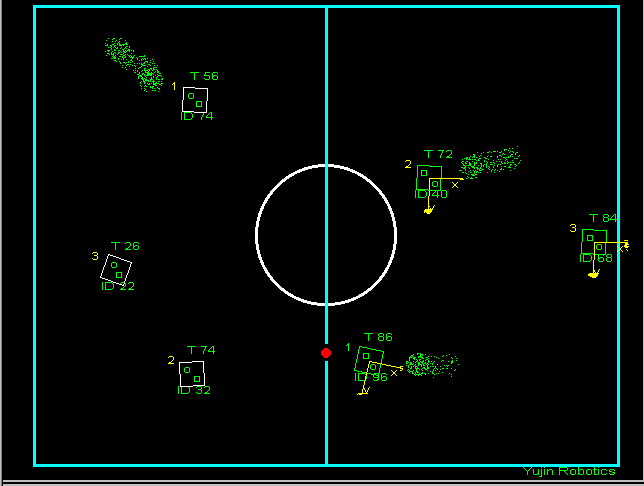 T 56
1
ID 74
T 72
2
ID 40
x
T 84
3
ID 68
x
T 26
3
ID 22
T 86
1
ID 96
x
T 74
2
ID 32
Yujin Robotics